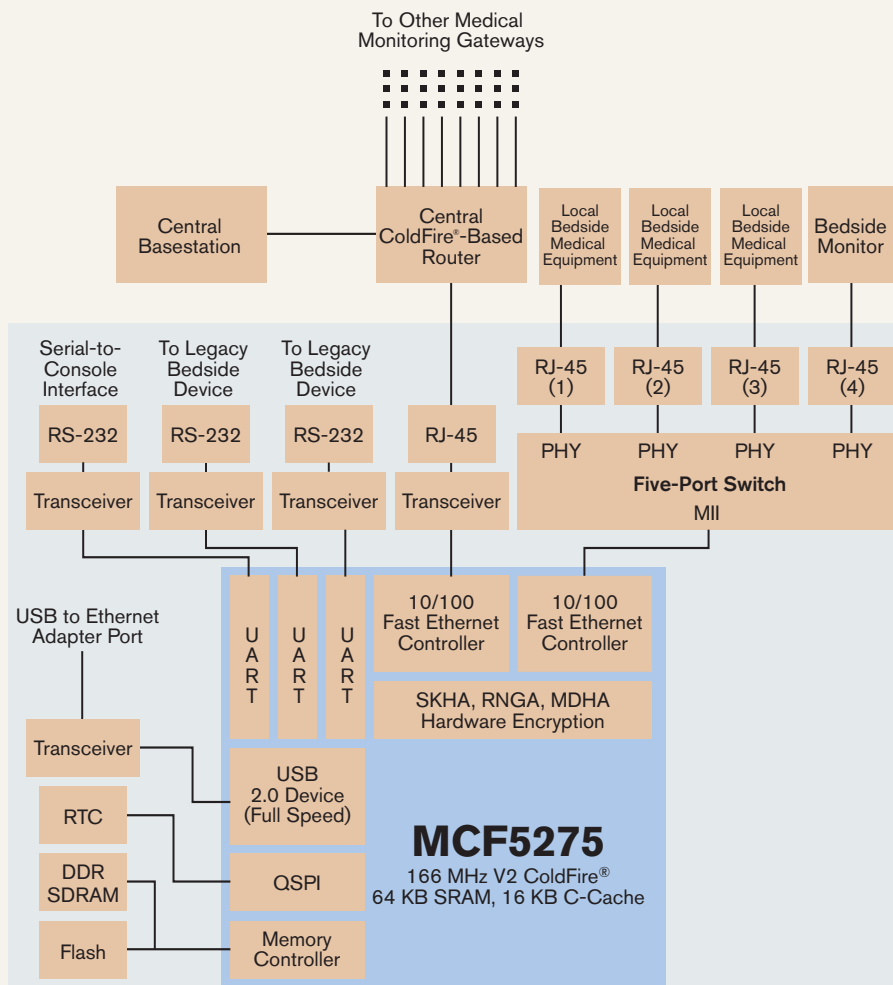 To Other Medical
Monitoring Gateways
Central
Basestation
Central
ColdFire®-Based
Router
Local
Bedside
Medical
Equipment
Local
Bedside
Medical
Equipment
Local
Bedside
Medical
Equipment
Bedside
Monitor
Serial-to-
Console
Interface
To Legacy
Bedside
Device
To Legacy
Bedside
Device
RJ-45
(1)
RJ-45
(2)
RJ-45
(3)
RJ-45
(4)
RS-232
RS-232
RS-232
RJ-45
PHY
PHY
PHY
PHY
Five-Port Switch
MII
Transceiver
Transceiver
Transceiver
Transceiver
USB to Ethernet
Adapter Port
UART
UART
UART
10/100
Fast Ethernet
Controller
10/100
Fast Ethernet
Controller
SKHA, RNGA, MDHA
Hardware Encryption
Transceiver
USB
2.0 Device
(Full Speed)
RTC
MCF5275
166 MHz V2 ColdFire®
64 KB SRAM, 16 KB C-Cache
DDR
SDRAM
QSPI
Flash
Memory
Controller